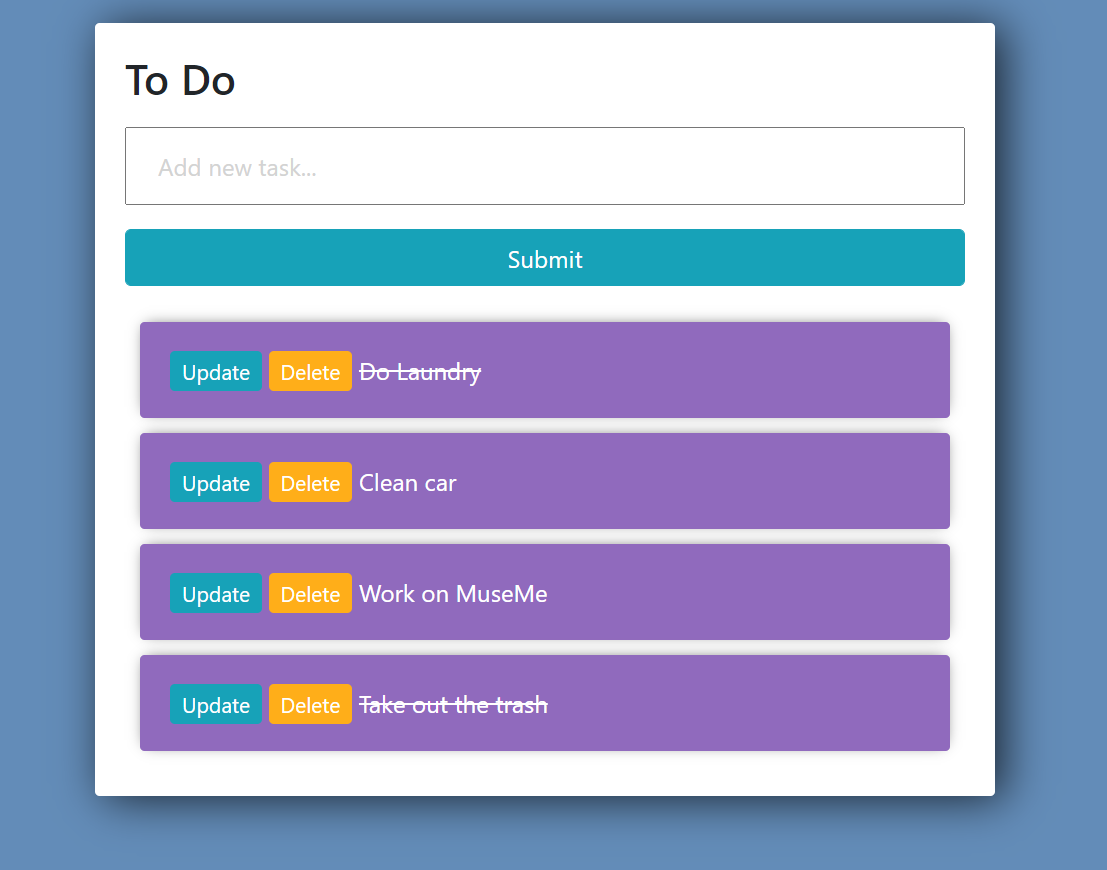 To Do
Add new task...
Submit
Update Delete Do Laundry
Update Delete Clean car
Update Delete Work on MuseMe
Update Delete Take out the trash